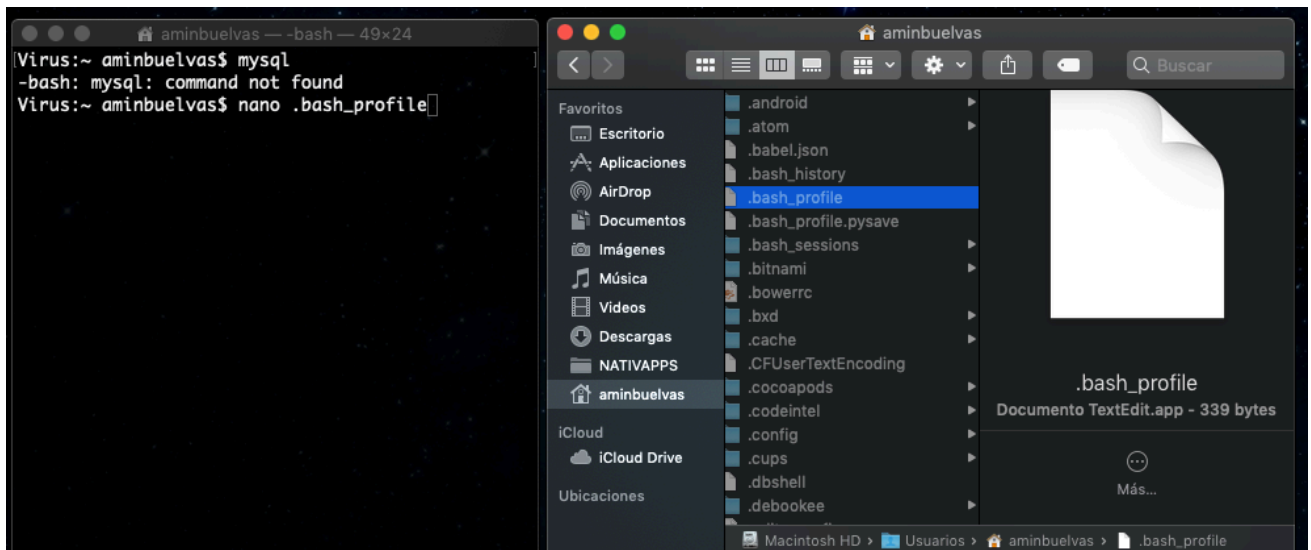 aminbuelvas — -bash — 49×24
[Virus:~ aminbuelvas$ mysql ]
-bash: mysql: command not found
Virus:~ aminbuelvas$ nano .bash_profile
aminbuelvas
Buscar
Favoritos
Escritorio
Aplicaciones
AirDrop
Documentos
Imágenes
Música
Videos
Descargas
NATIVAPPS
aminbuelvas
iCloud
iCloud Drive
Ubicaciones
.android
.atom
.babel.json
.bash_history
.bash_profile
.bash_profile.pysave
.bash_sessions
.bitnami
.bowerrc
.bxd
.cache
.CFUserTextEncoding
.cocoapods
.codeintel
.config
.cups
.dbshell
.debookee
.bash_profile
Documento TextEdit.app - 339 bytes
Más...
Macintosh HD › Usuarios › aminbuelvas › .bash_profile